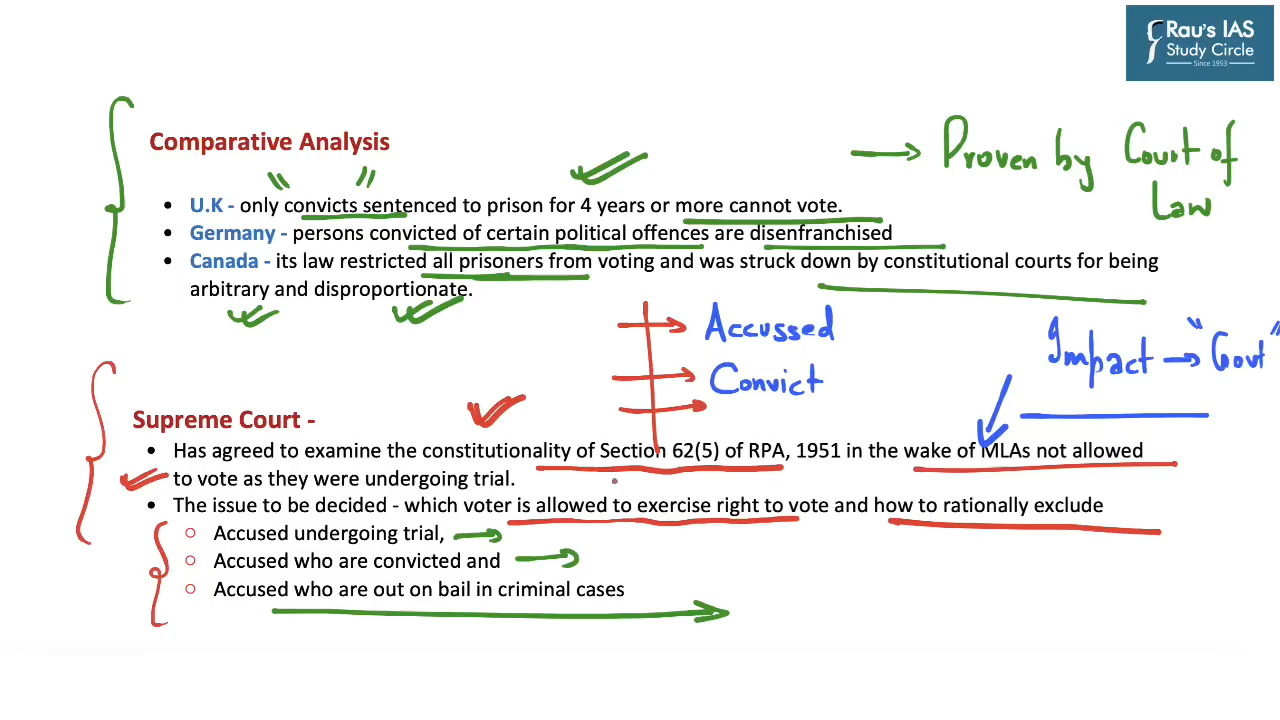 Rau's IAS
Study Circle
Since 1953
Comparative Analysis
→ Proven by Court of
Law
• U.K - only convicts sentenced to prison for 4 years or more cannot vote.
• Germany - persons convicted of certain political offences are disenfranchised
• Canada - its law restricted all prisoners from voting and was struck down by constitutional courts for being
arbitrary and disproportionate.
Accussed
Convict
Impact → "Govt"
Supreme Court -
• Has agreed to examine the constitutionality of Section 62(5) of RPA, 1951 in the wake of MLAs not allowed
to vote as they were undergoing trial.
• The issue to be decided - which voter is allowed to exercise right to vote and how to rationally exclude
○ Accused undergoing trial,
○ Accused who are convicted and
○ Accused who are out on bail in criminal cases